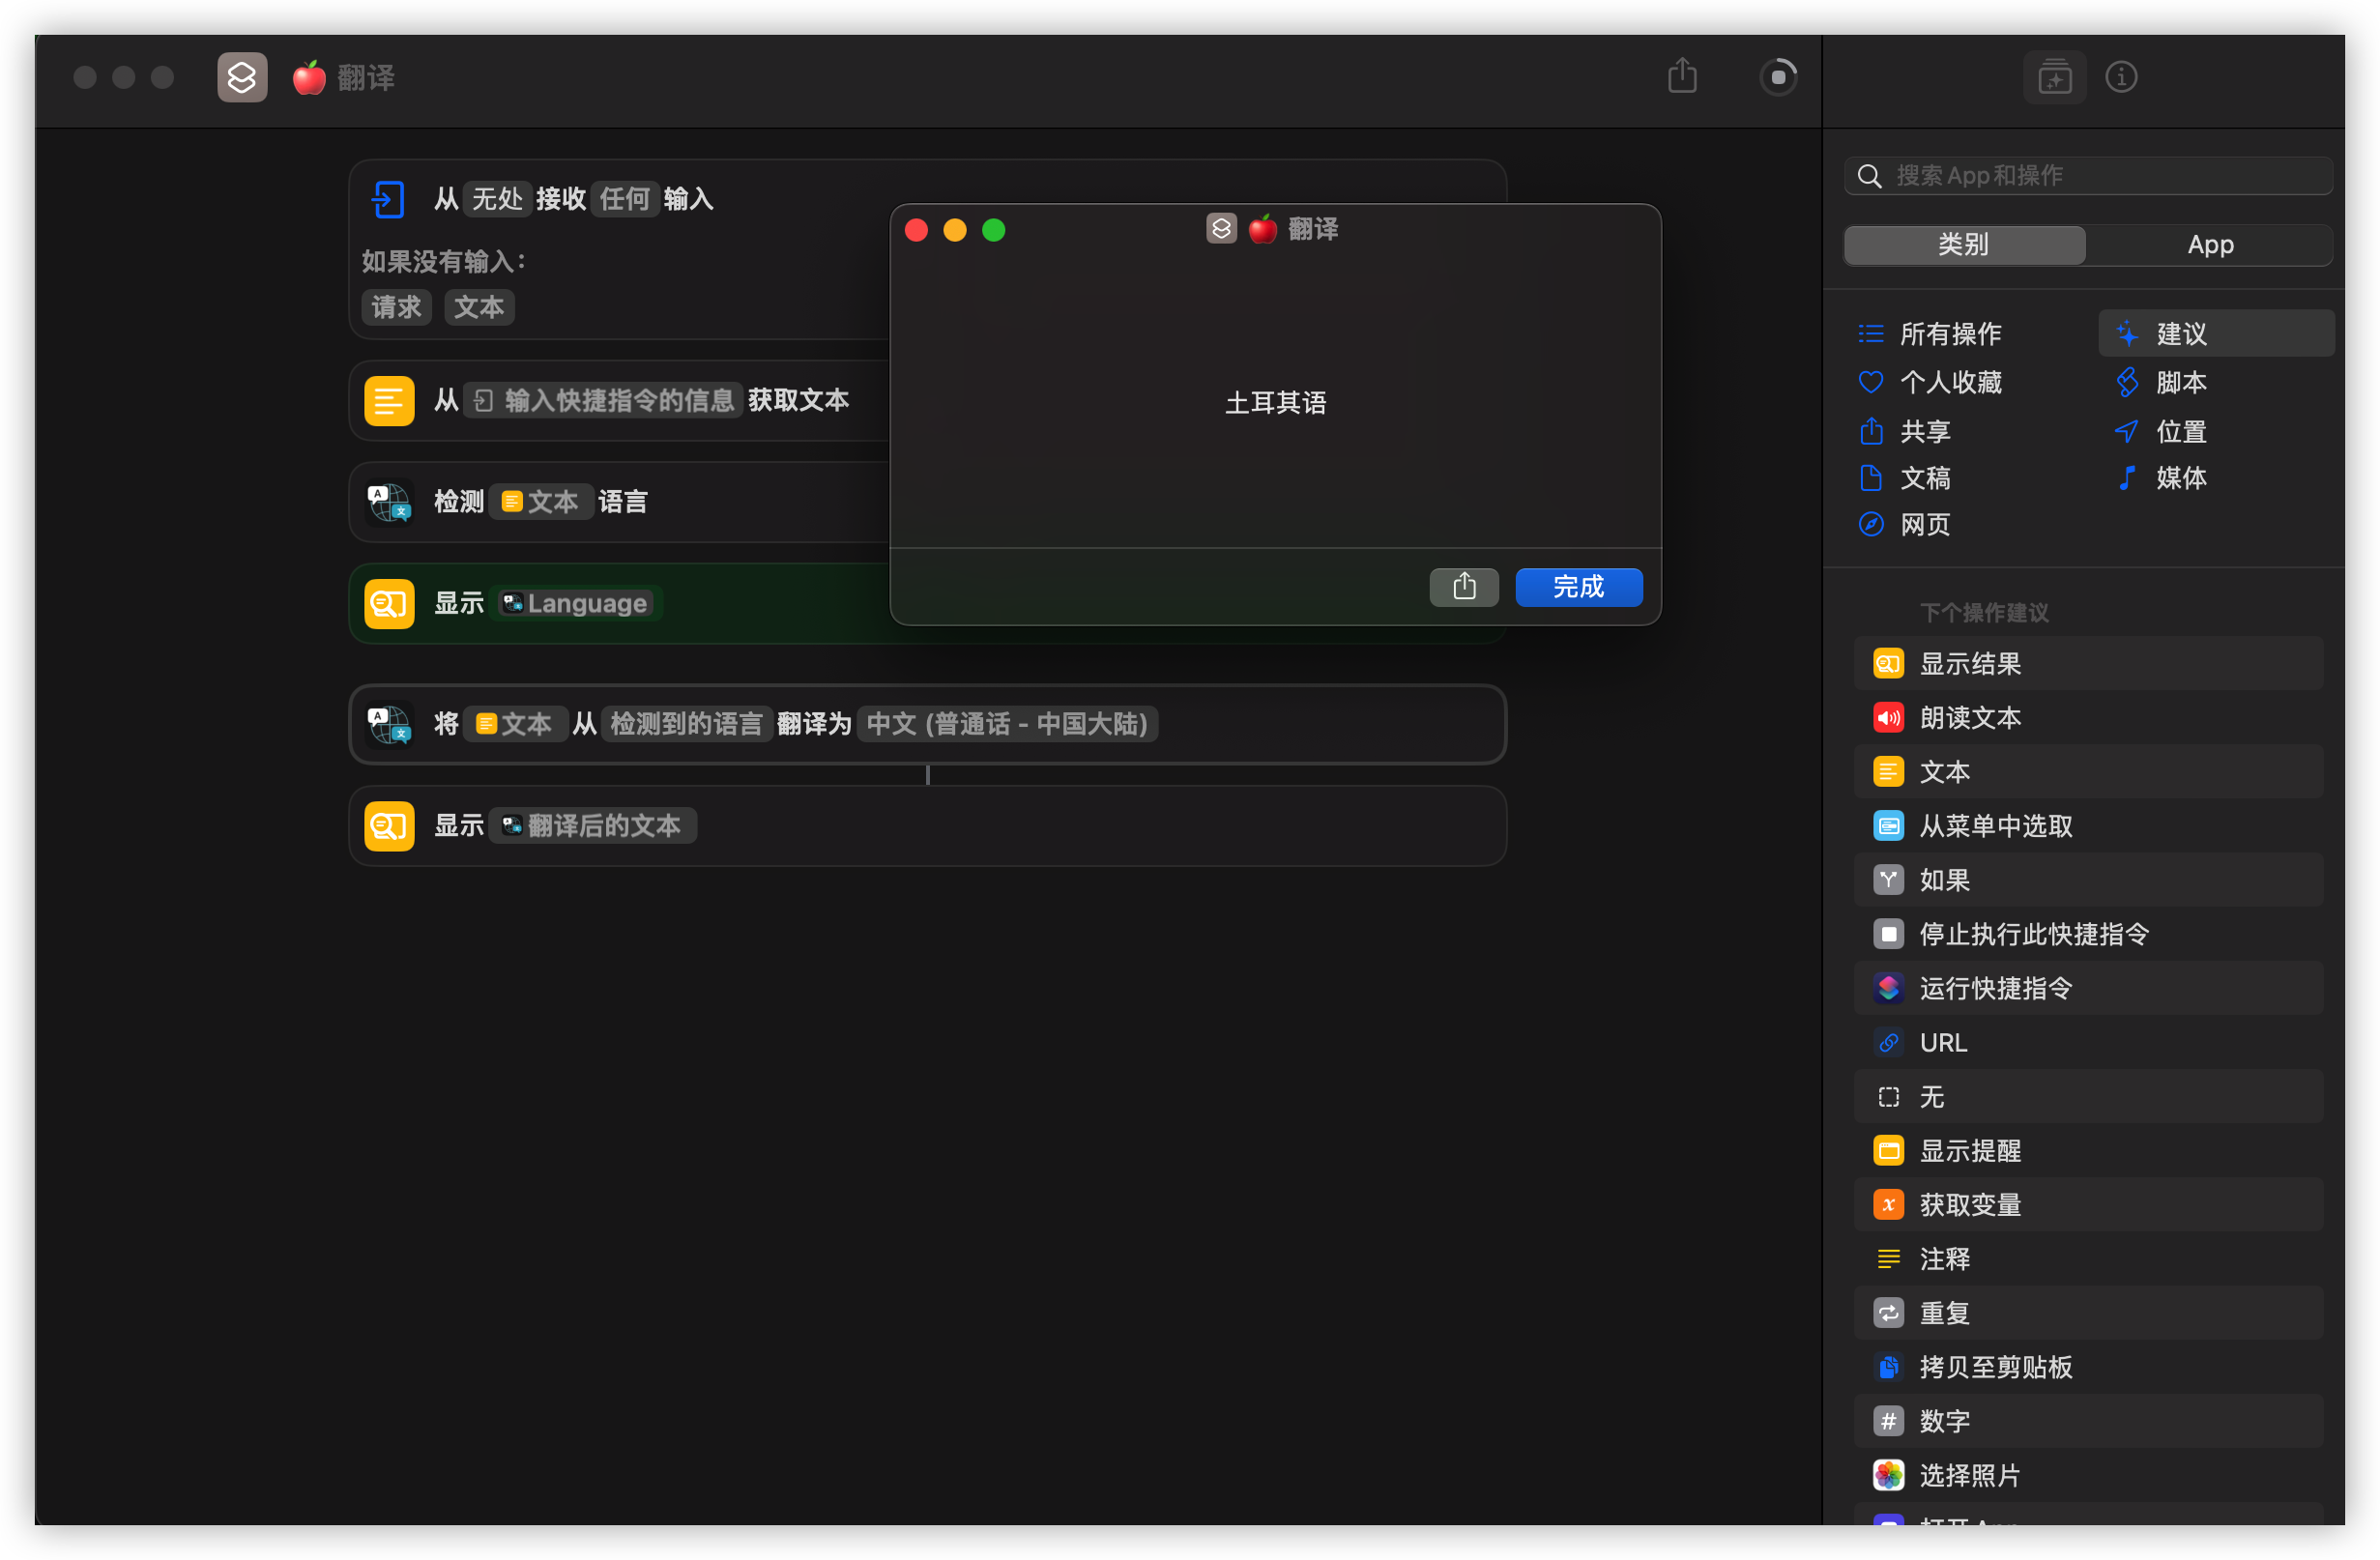 翻译
从 无处 接收 任何 输入
如果没有输入：
请求 文本
从 输入快捷指令的信息 获取文本
检测 文本 语言
显示 Language
将 文本 从 检测到的语言 翻译为 中文 (普通话 - 中国大陆)
显示 翻译后的文本
翻译
土耳其语
完成
搜索 App 和操作
类别 App
所有操作 建议
个人收藏 脚本
共享 位置
文稿 媒体
网页
下个操作建议
显示结果
朗读文本
文本
从菜单中选取
如果
停止执行此快捷指令
运行快捷指令
URL
无
显示提醒
获取变量
注释
重复
拷贝至剪贴板
数字
选择照片